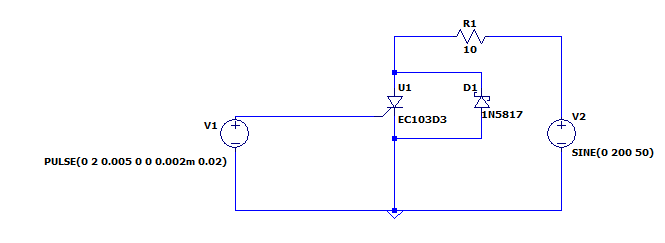 R1
10
U1
D1
EC103D3
1N5817
V1
V2
PULSE(0 2 0.005 0 0 0.002m 0.02)
SINE(0 200 50)